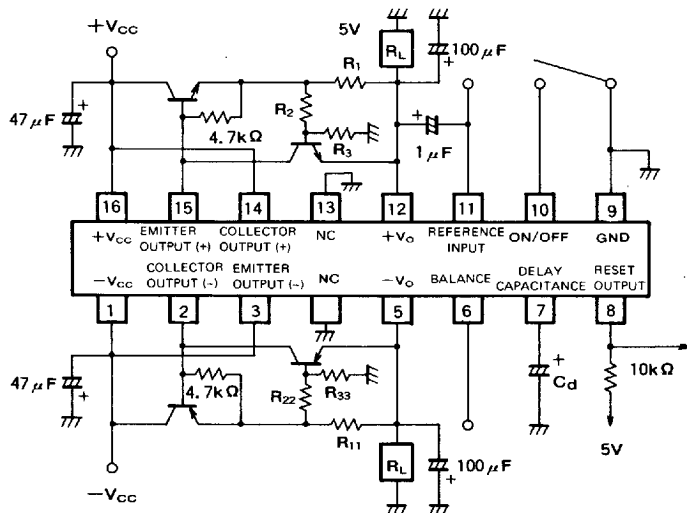 +VCC
5V
RL
100μF
+
R1
+
47μF
R2
4.7kΩ
R3
+
1μF
16
15
14
13
12
11
10
9
+VCC
EMITTER OUTPUT (+)
COLLECTOR OUTPUT (+)
NC
+VO
REFERENCE INPUT
ON/OFF
GND
-VCC
COLLECTOR OUTPUT (-)
EMITTER OUTPUT (-)
NC
-VO
BALANCE
DELAY CAPACITANCE
RESET OUTPUT
1
2
3
5
6
7
8
47μF
+
4.7kΩ
R22
R33
R11
+
Cd
10kΩ
5V
RL
100μF
+
-VCC